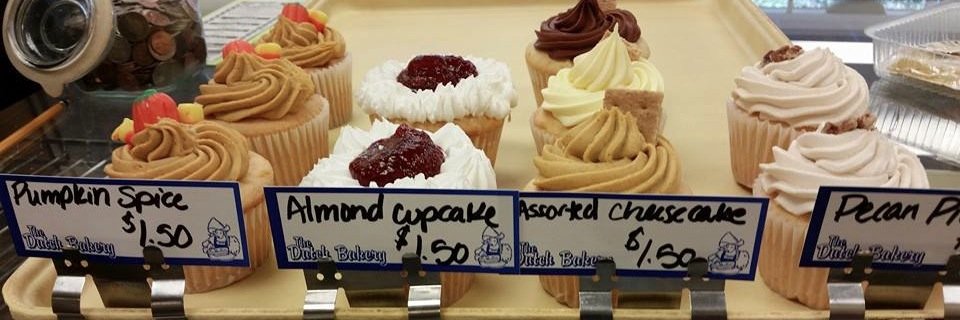 Pumpkin Spice
$1.50
The
Dutch Bakery
Almond cupcake
$1.50
The
Dutch Bakery
Assorted cheesecake
$1.50
The
Dutch Bakery
Pecan
The
Dutch Bakery